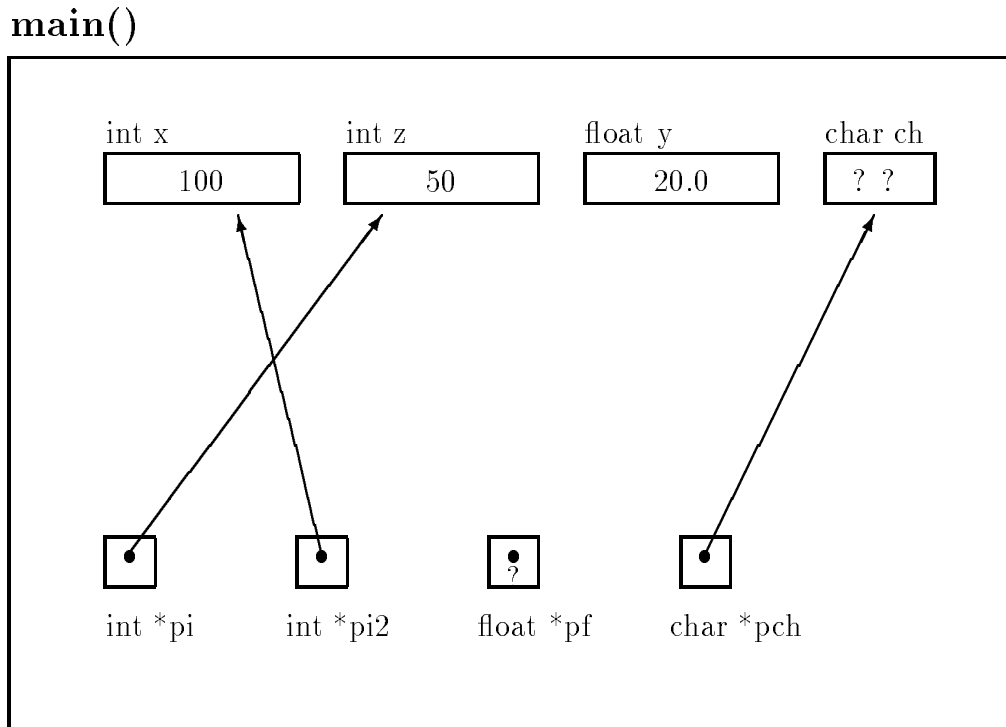 main()
int x int z float y char ch
100 50 20.0 ? ?
?
int *pi int *pi2 float *pf char *pch